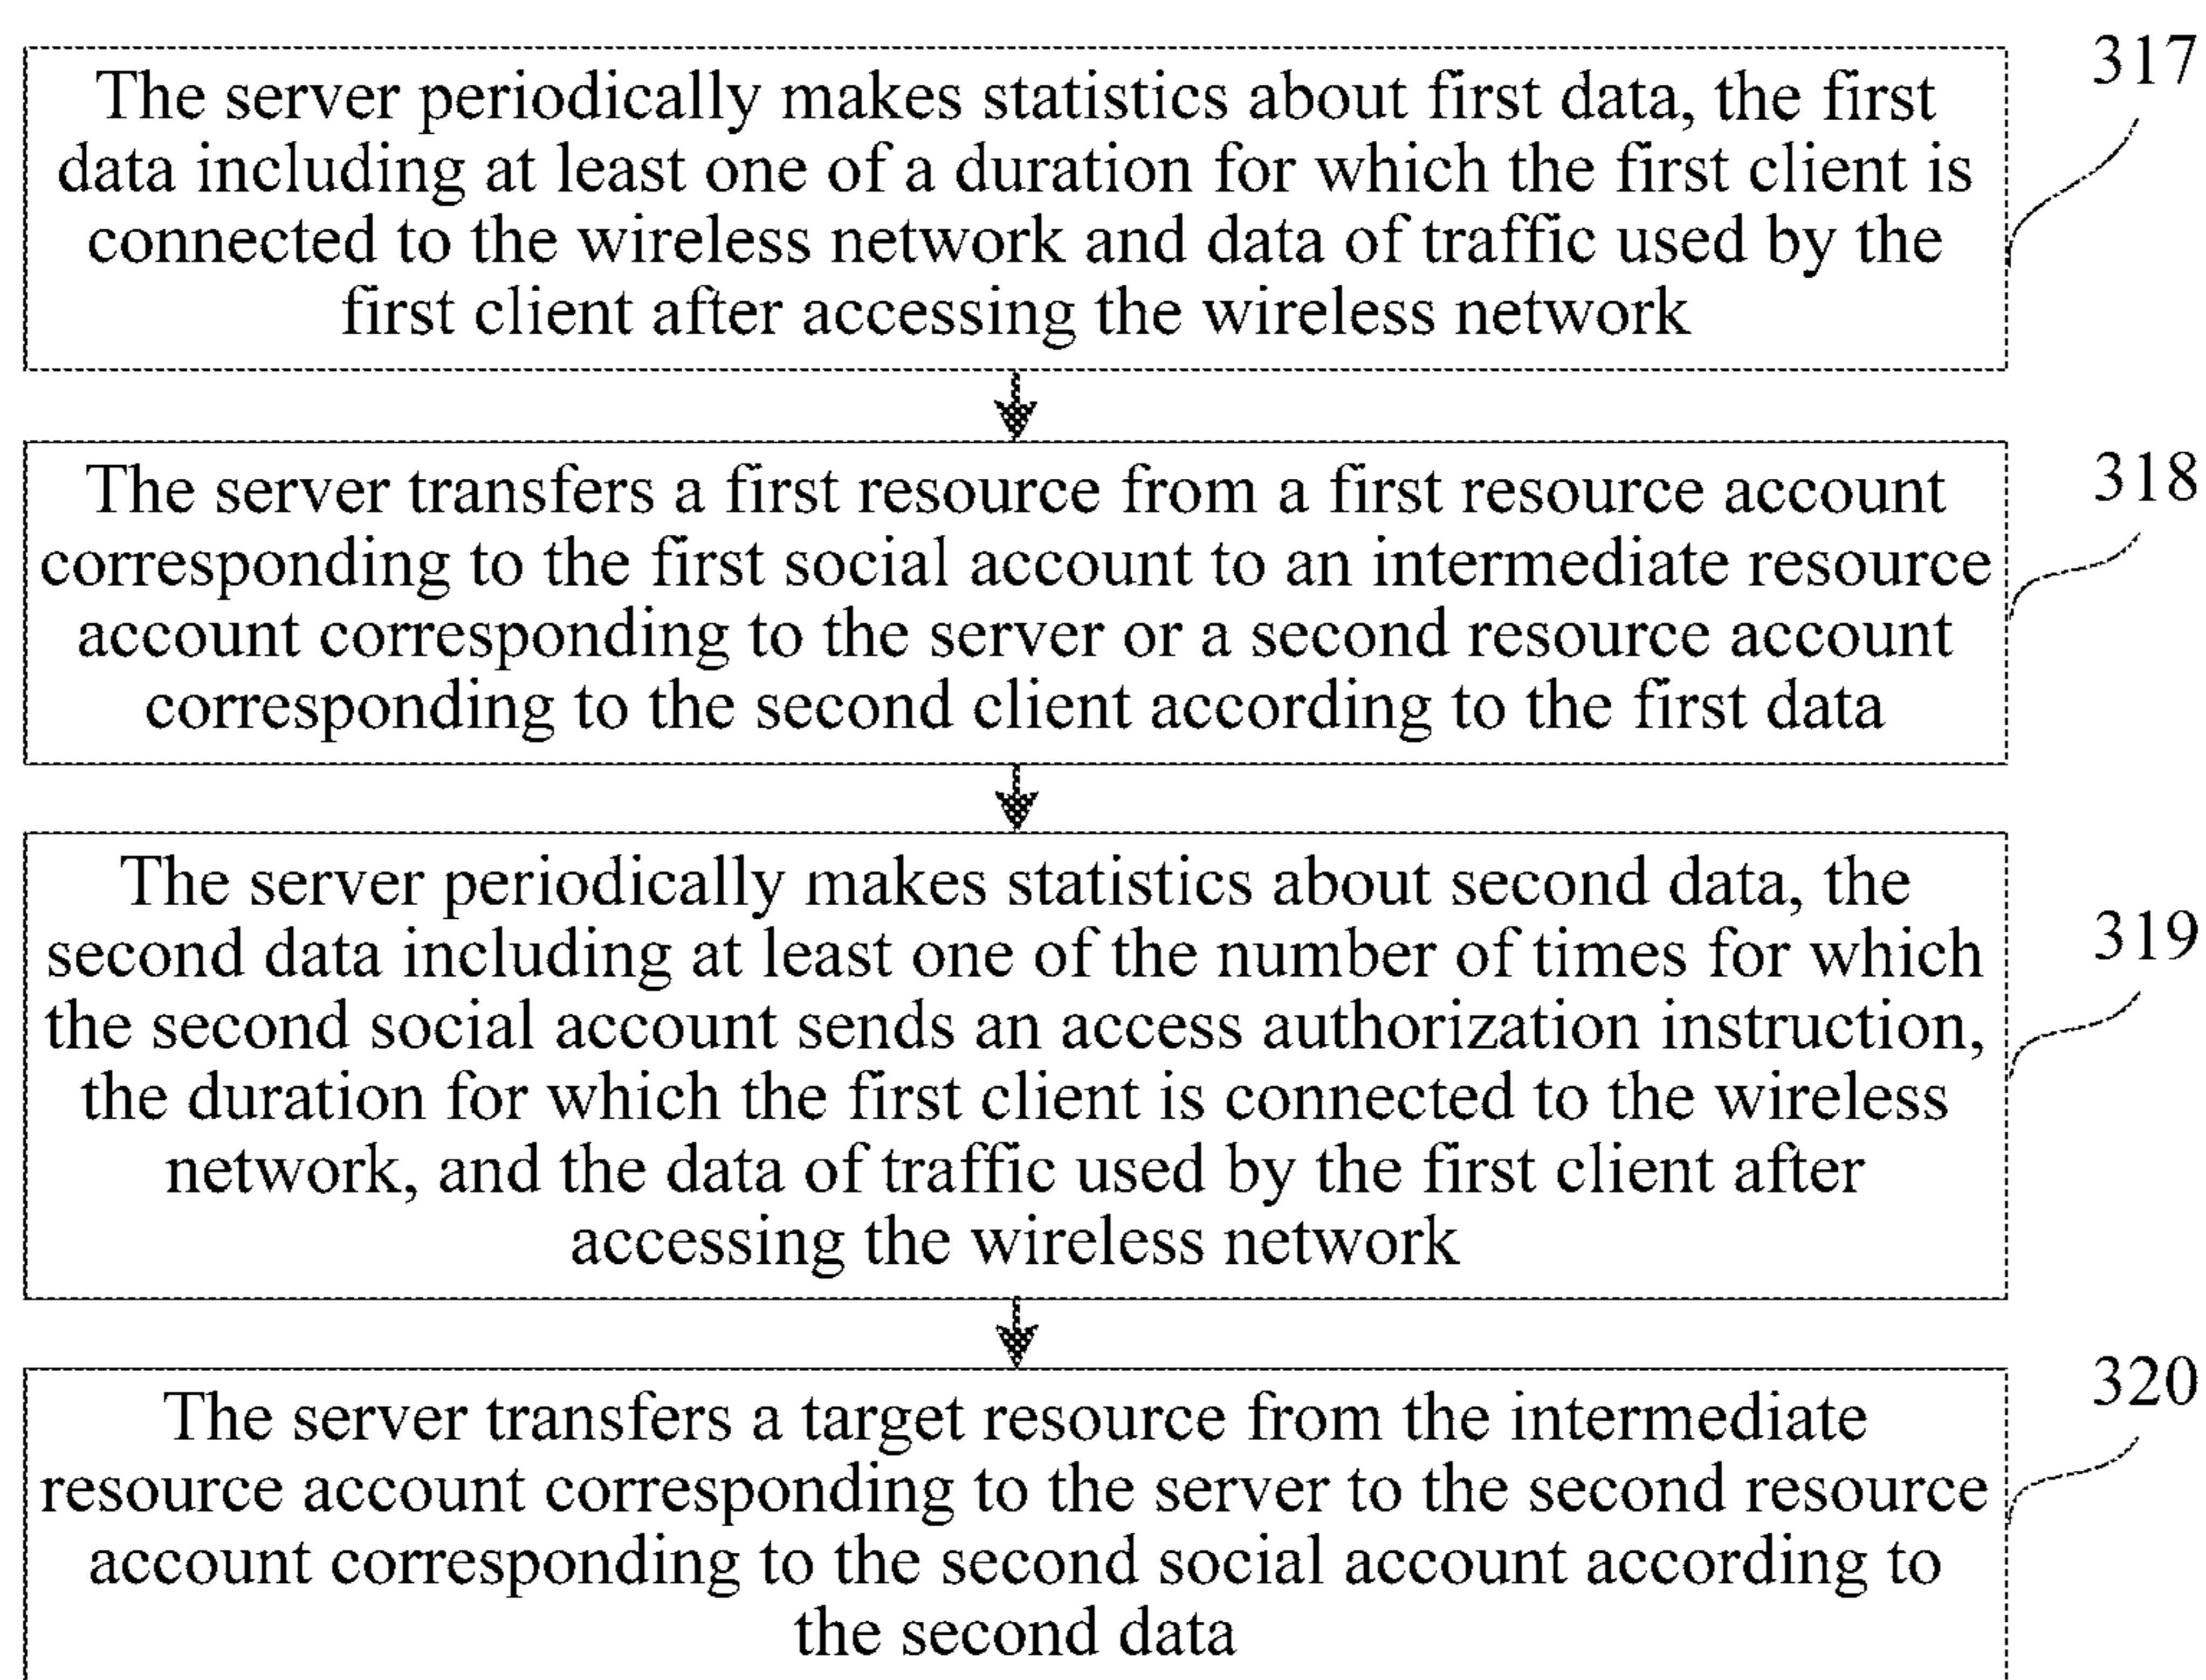 The server periodically makes statistics about first data, the first
data including at least one of a duration for which the first client is
connected to the wireless network and data of traffic used by the
first client after accessing the wireless network
317
The server transfers a first resource from a first resource account
corresponding to the first social account to an intermediate resource
account corresponding to the server or a second resource account
corresponding to the second client according to the first data
318
The server periodically makes statistics about second data, the
second data including at least one of the number of times for which
the second social account sends an access authorization instruction,
the duration for which the first client is connected to the wireless
network, and the data of traffic used by the first client after
accessing the wireless network
319
The server transfers a target resource from the intermediate
resource account corresponding to the server to the second resource
account corresponding to the second social account according to
the second data
320